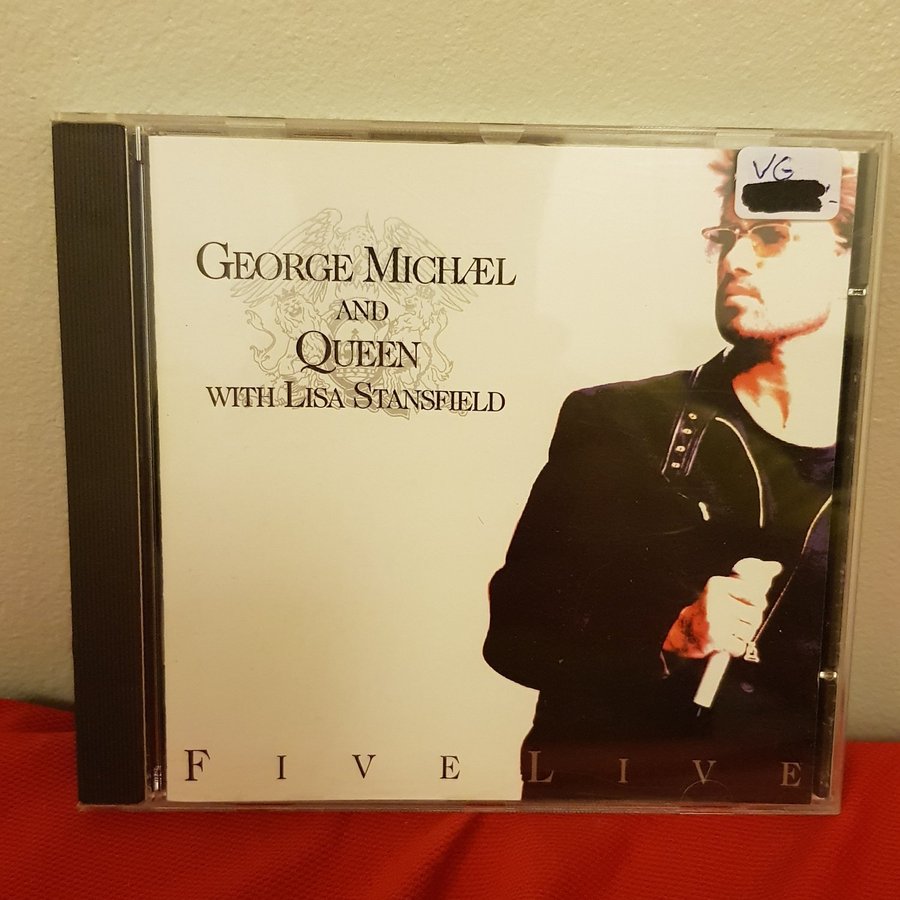 VG
GEORGE MICHÆL
AND
QUEEN
WITH LISA STANSFIELD
FIVE LIVE